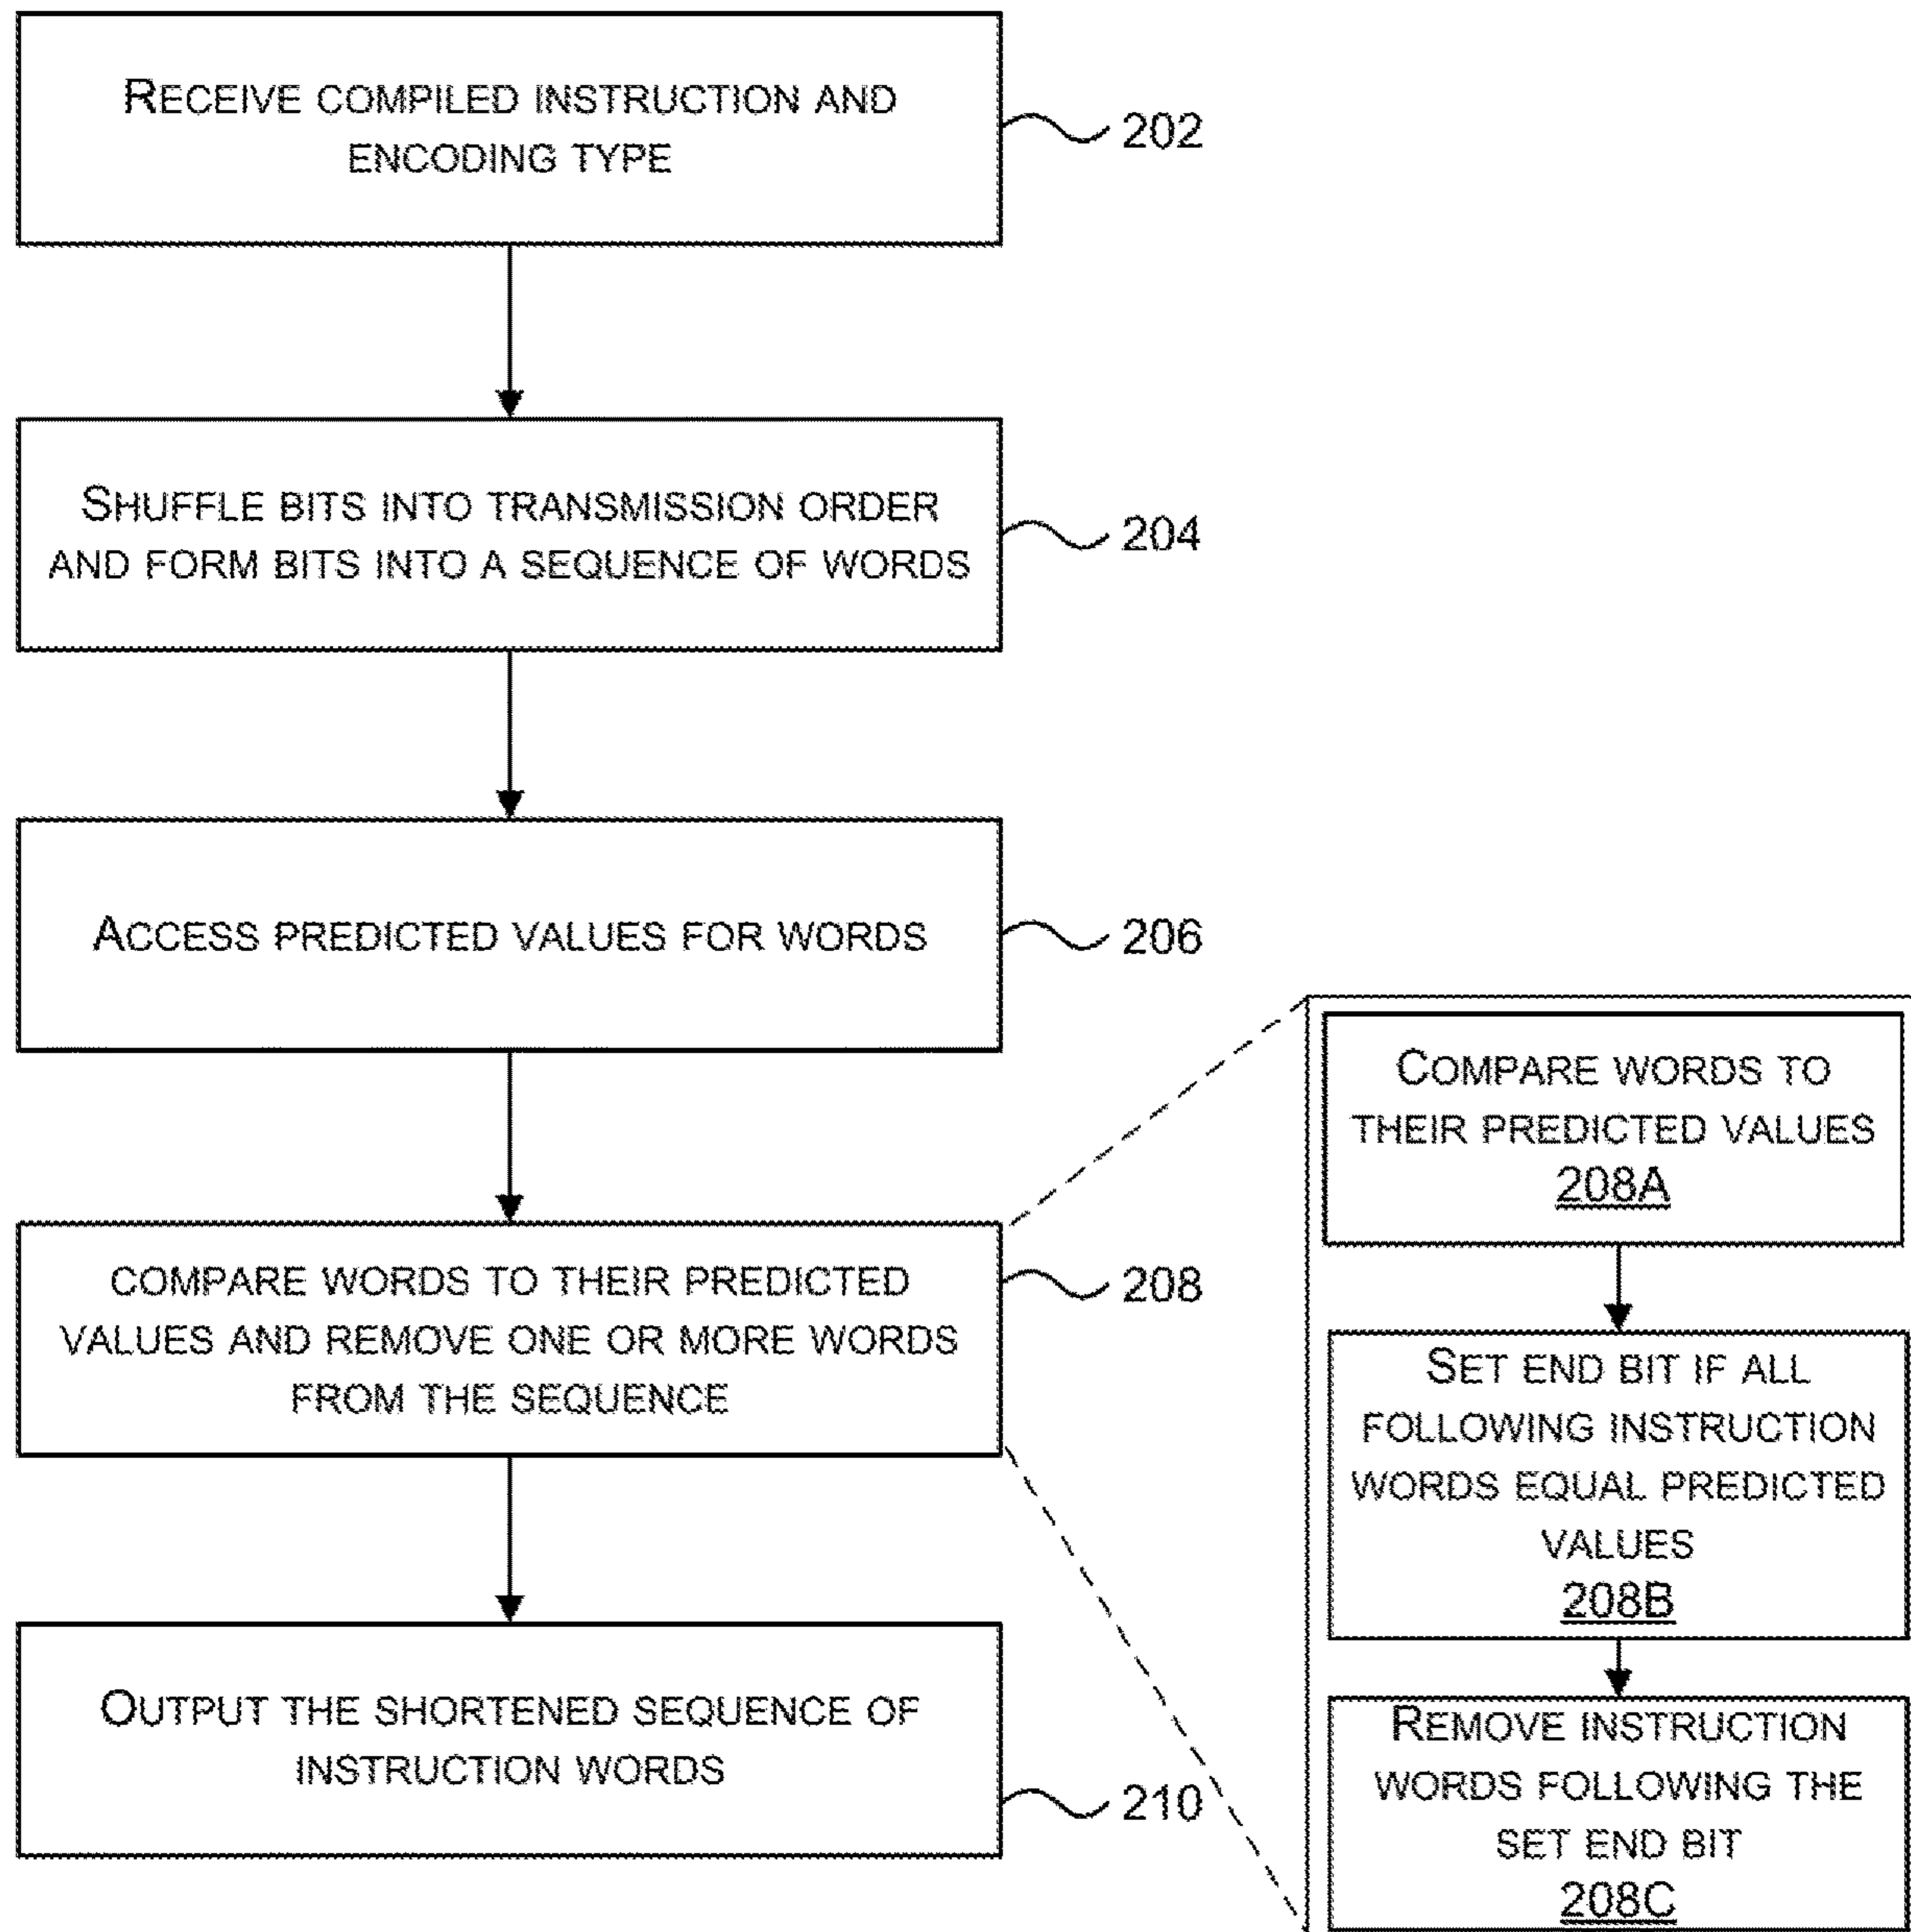 RECEIVE COMPILED INSTRUCTION AND
ENCODING TYPE
202
SHUFFLE BITS INTO TRANSMISSION ORDER
AND FORM BITS INTO A SEQUENCE OF WORDS
204
ACCESS PREDICTED VALUES FOR WORDS
206
COMPARE WORDS TO THEIR PREDICTED
VALUES AND REMOVE ONE OR MORE WORDS
FROM THE SEQUENCE
208
OUTPUT THE SHORTENED SEQUENCE OF
INSTRUCTION WORDS
210
COMPARE WORDS TO
THEIR PREDICTED VALUES
208A
SET END BIT IF ALL
FOLLOWING INSTRUCTION
WORDS EQUAL PREDICTED
VALUES
208B
REMOVE INSTRUCTION
WORDS FOLLOWING THE
SET END BIT
208C